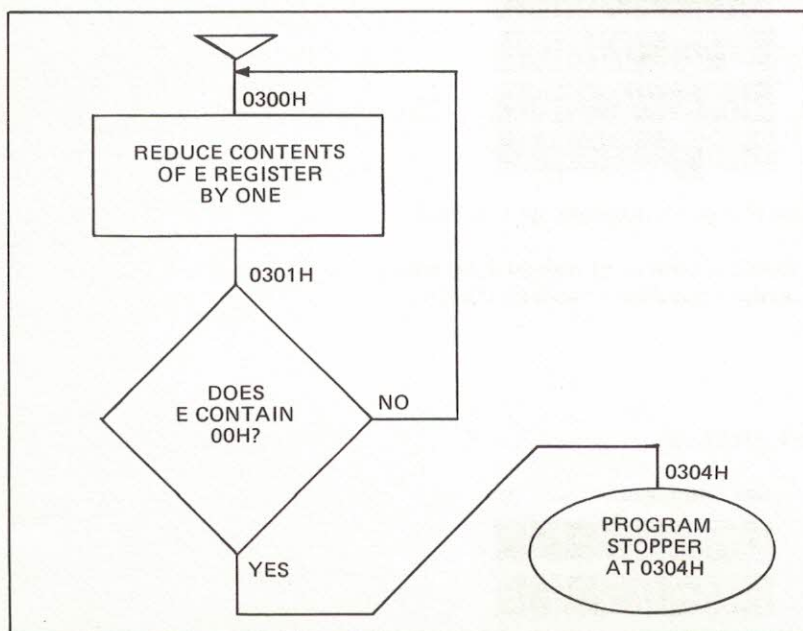 0300H
REDUCE CONTENTS
OF E REGISTER
BY ONE
0301H
DOES
E CONTAIN
00H?
NO
YES
0304H
PROGRAM
STOPPER
AT 0304H